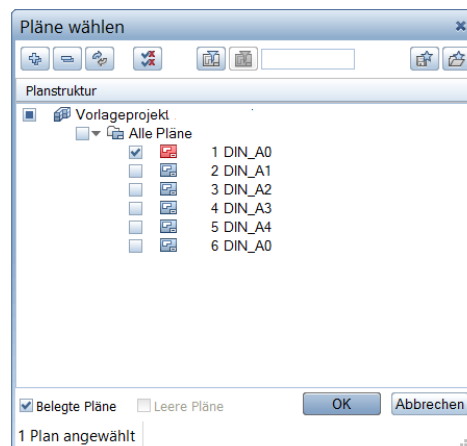 Pläne wählen
Planstruktur
Vorlageprojekt
Alle Pläne
1 DIN_A0
2 DIN_A1
3 DIN_A2
4 DIN_A3
5 DIN_A4
6 DIN_A0
Belegte Pläne Leere Pläne OK Abbrechen
1 Plan angewählt